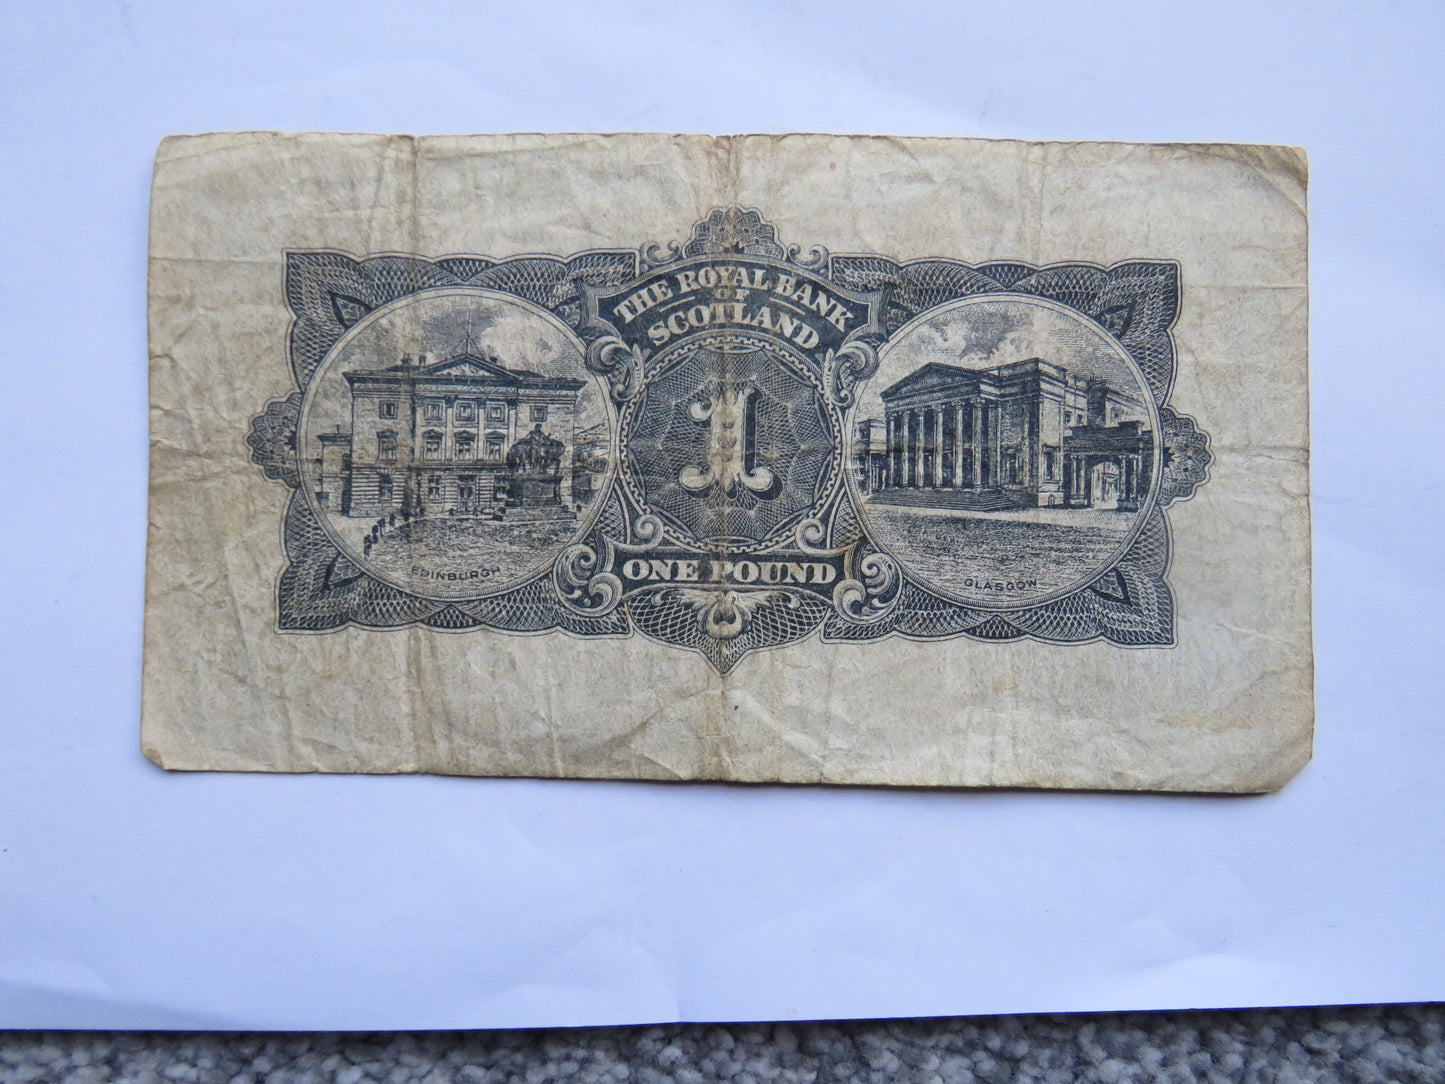 THE ROYAL BANK
OF
SCOTLAND
1
ONE POUND
EDINBURGH
GLASGOW